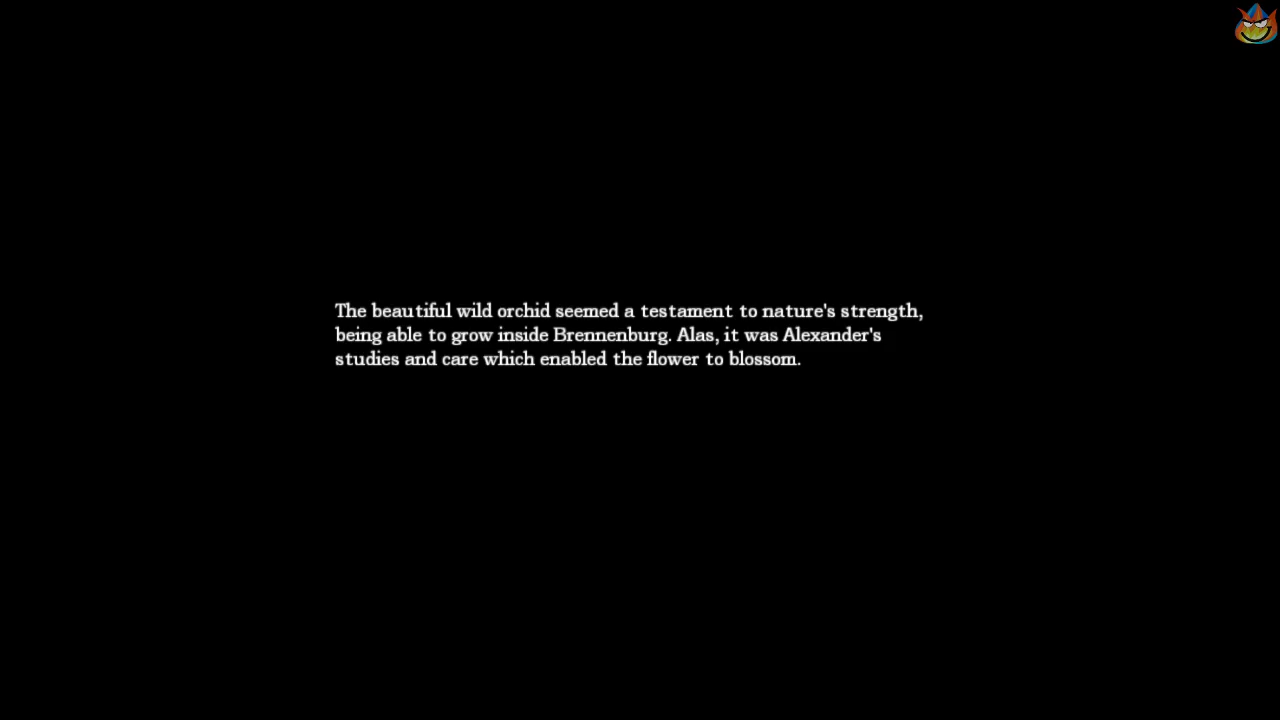 The beautiful wild orchid seemed a testament to nature's strength,
being able to grow inside Brennenburg. Alas, it was Alexander's
studies and care which enabled the flower to blossom.